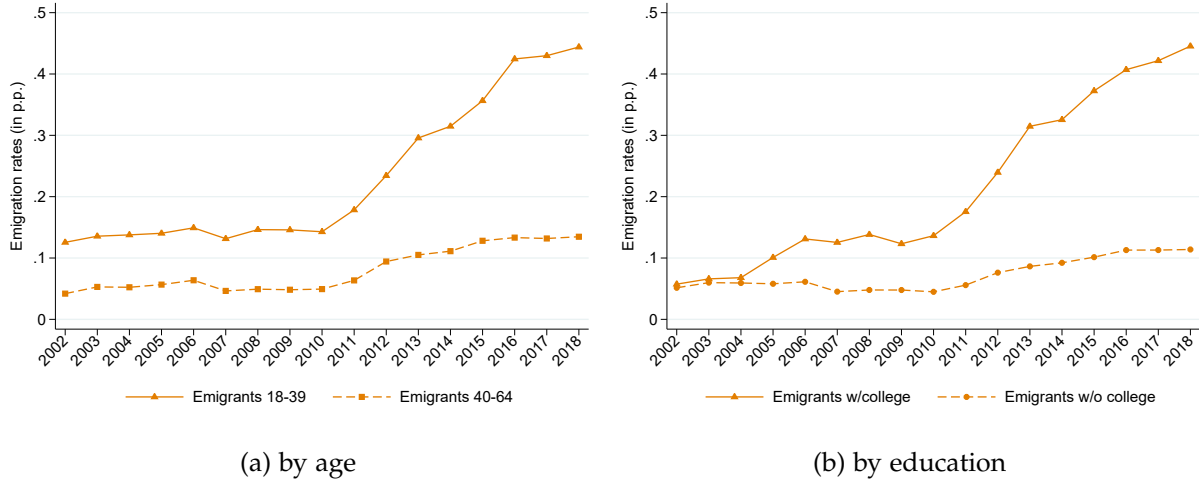 Emigration rates (in p.p.)
.5
.4
.3
.2
.1
0
2002 2003 2004 2005 2006 2007 2008 2009 2010 2011 2012 2013 2014 2015 2016 2017 2018
Emigrants 18-39 Emigrants 40-64
(a) by age
Emigration rates (in p.p.)
.5
.4
.3
.2
.1
0
2002 2003 2004 2005 2006 2007 2008 2009 2010 2011 2012 2013 2014 2015 2016 2017 2018
Emigrants w/college Emigrants w/o college
(b) by education